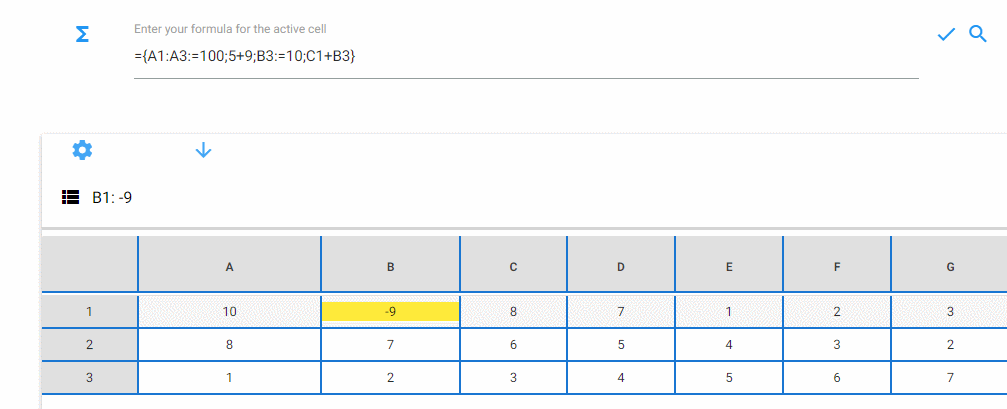 Enter your formula for the active cell
={A1:A3:=100;5+9;B3:=10;C1+B3}
B1: -9
A B C D E F G
1 10 -9 8 7 1 2 3
2 8 7 6 5 4 3 2
3 1 2 3 4 5 6 7